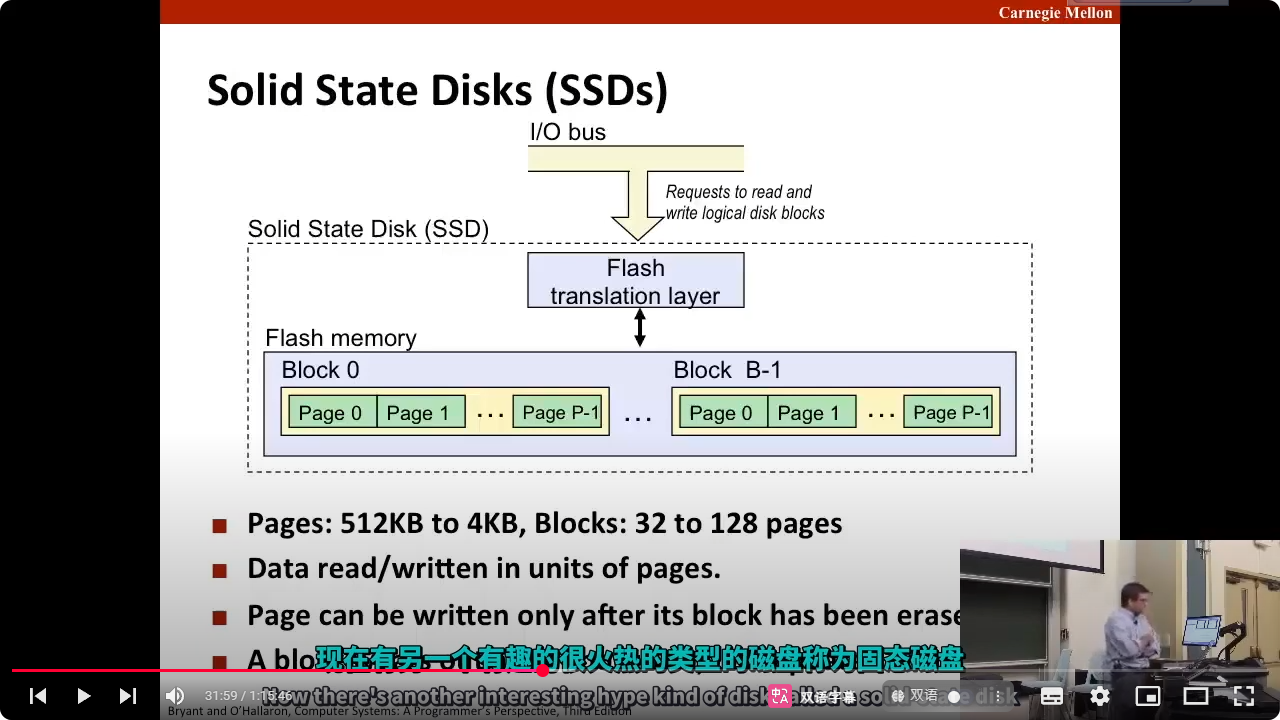 Carnegie Mellon
Solid State Disks (SSDs)
I/O bus
Requests to read and
write logical disk blocks
Solid State Disk (SSD)
Flash
translation layer
Flash memory
Block 0
Block B-1
Page 0 Page 1 ... Page P-1 ... Page 0 Page 1 ... Page P-1
Pages: 512KB to 4KB, Blocks: 32 to 128 pages
Data read/written in units of pages.
Page can be written only after its block has been erase
A blo
现在有另一个有趣的很火热的类型的磁盘称为固态磁盘
31:59 / 1:15:46
now there's another interesting hype kind of disk
双语字幕
双语
Bryant and O'Hallaron, Computer Systems: A Programmer's Perspective, Third Edition